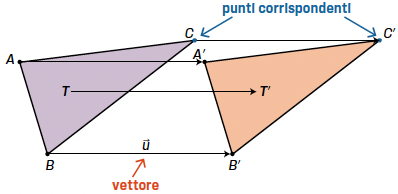 punti corrispondenti
C C′
A A′
T T′
u⃗
B B′
vettore